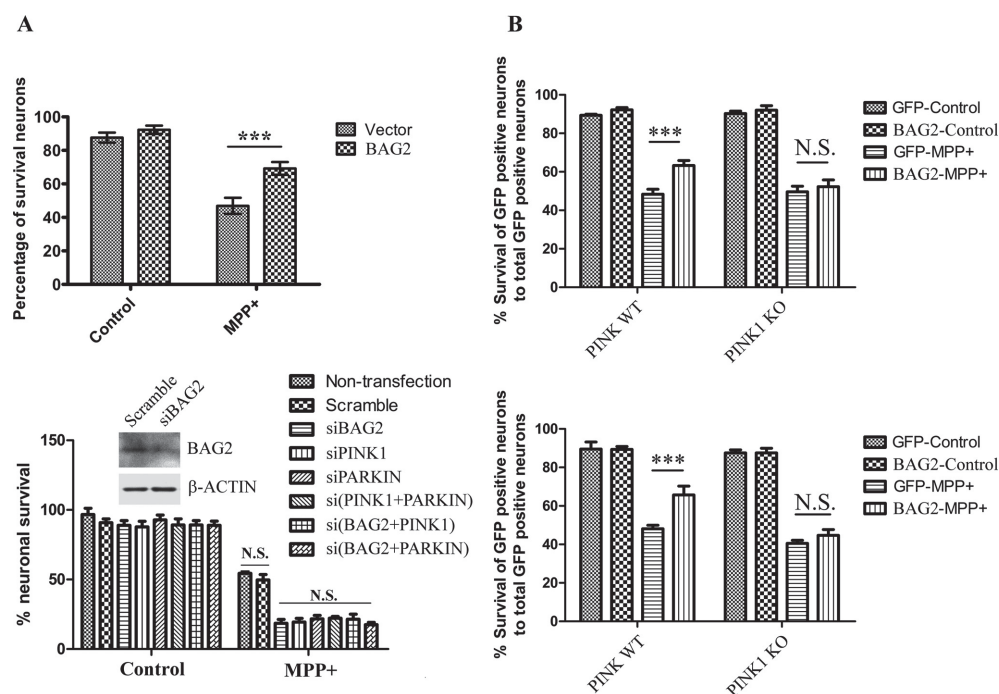 A
Percentage of survival neurons
100
80
60
40
20
0
***
Control
MPP+
Vector
BAG2
B
% Survival of GFP positive neurons
to total GFP positive neurons
100
80
60
40
20
0
***
N.S.
PINK WT
PINK1 KO
GFP-Control
BAG2-Control
GFP-MPP+
BAG2-MPP+
% neuronal survival
150
100
50
0
Scramble
siBAG2
BAG2
β-ACTIN
N.S.
N.S.
Control
MPP+
Non-transfection
Scramble
siBAG2
siPINK1
siPARKIN
si(PINK1+PARKIN)
si(BAG2+PINK1)
si(BAG2+PARKIN)
% Survival of GFP positive neurons
to total GFP positive neurons
100
80
60
40
20
0
***
N.S.
PINK WT
PINK1 KO
GFP-Control
BAG2-Control
GFP-MPP+
BAG2-MPP+